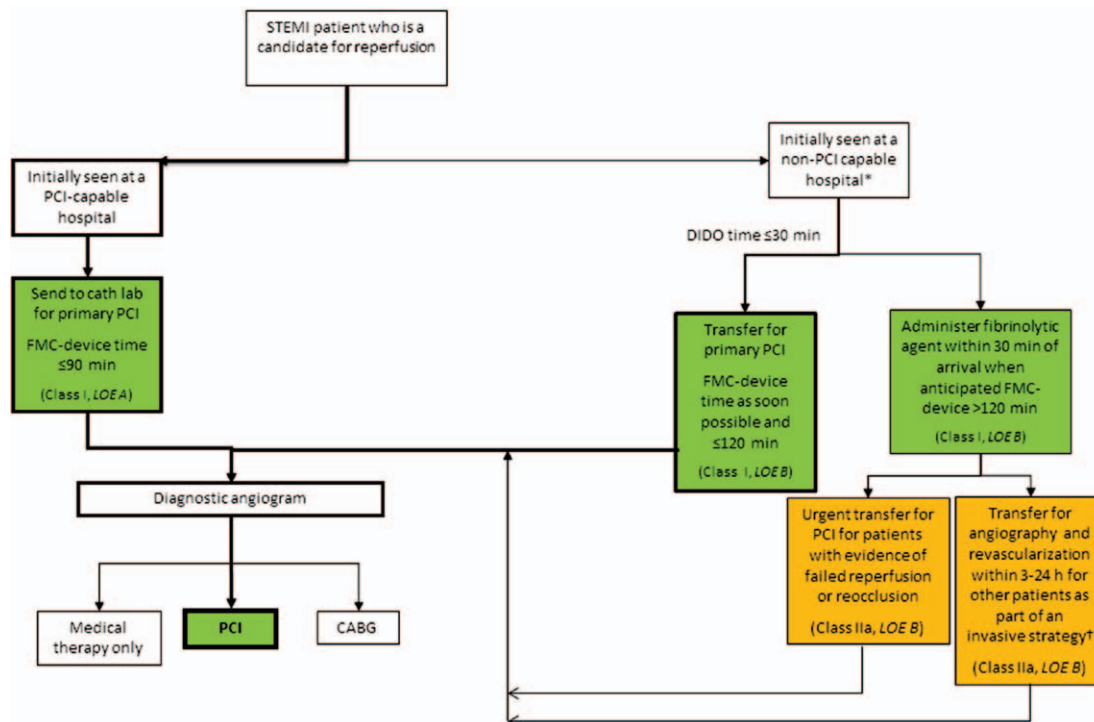 STEMI patient who is a
candidate for reperfusion
Initially seen at a
PCI-capable
hospital
Initially seen at a
non-PCI capable
hospital*
DIDO time ≤30 min
Send to cath lab
for primary PCI
FMC-device time
≤90 min
(Class I, LOE A)
Transfer for
primary PCI
FMC-device
time as soon
possible and
≤120 min
(Class I, LOE B)
Administer fibrinolytic
agent within 30 min of
arrival when
anticipated FMC-
device >120 min
(Class I, LOE B)
Diagnostic angiogram
Urgent transfer for
PCI for patients
with evidence of
failed reperfusion
or reocclusion
(Class IIa, LOE B)
Transfer for
angiography and
revascularization
within 3-24 h for
other patients as
part of an
invasive strategy†
(Class IIa, LOE B)
Medical
therapy only
PCI
CABG